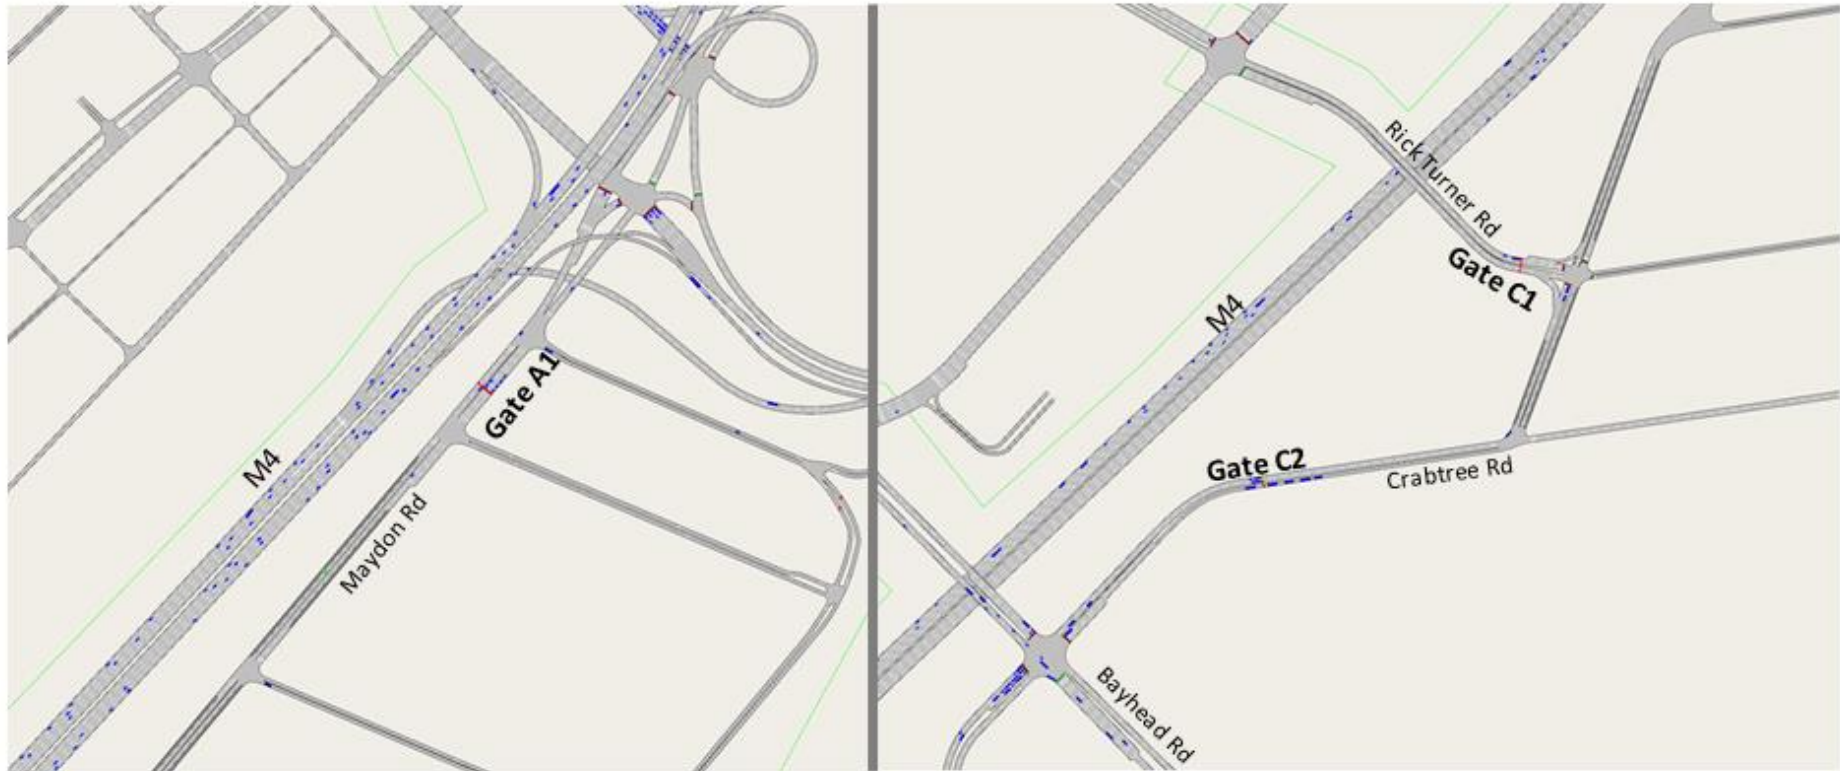 M4
Gate A1
Maydon Rd
Rick Turner Rd
Gate C1
M4
Gate C2
Crabtree Rd
Bayhead Rd